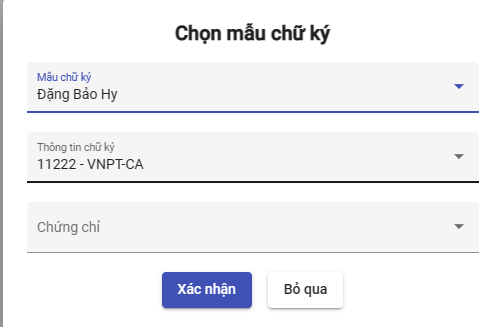 Chọn mẫu chữ ký
Mẫu chữ ký
Đặng Bảo Hy
Thông tin chữ ký
11222 - VNPT-CA
Chứng chỉ
Xác nhận
Bỏ qua